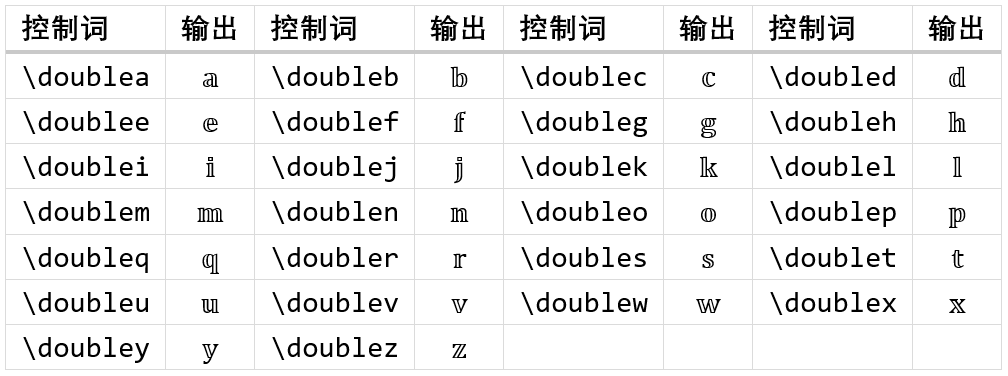 控制词 输出 控制词 输出 控制词 输出 控制词 输出
\doublea 𝕒 \doubleb 𝕓 \doublec 𝕔 \doubled 𝕕
\doublee 𝕖 \doublef 𝕗 \doubleg 𝕘 \doubleh 𝕙
\doublei 𝕚 \doublej 𝕛 \doublek 𝕜 \doublel 𝕝
\doublem 𝕞 \doublen 𝕟 \doubleo 𝕠 \doublep 𝕡
\doubleq 𝕢 \doubler 𝕣 \doubles 𝕤 \doublet 𝕥
\doubleu 𝕦 \doublev 𝕧 \doublew 𝕨 \doublex 𝕩
\doubley 𝕪 \doublez 𝕫